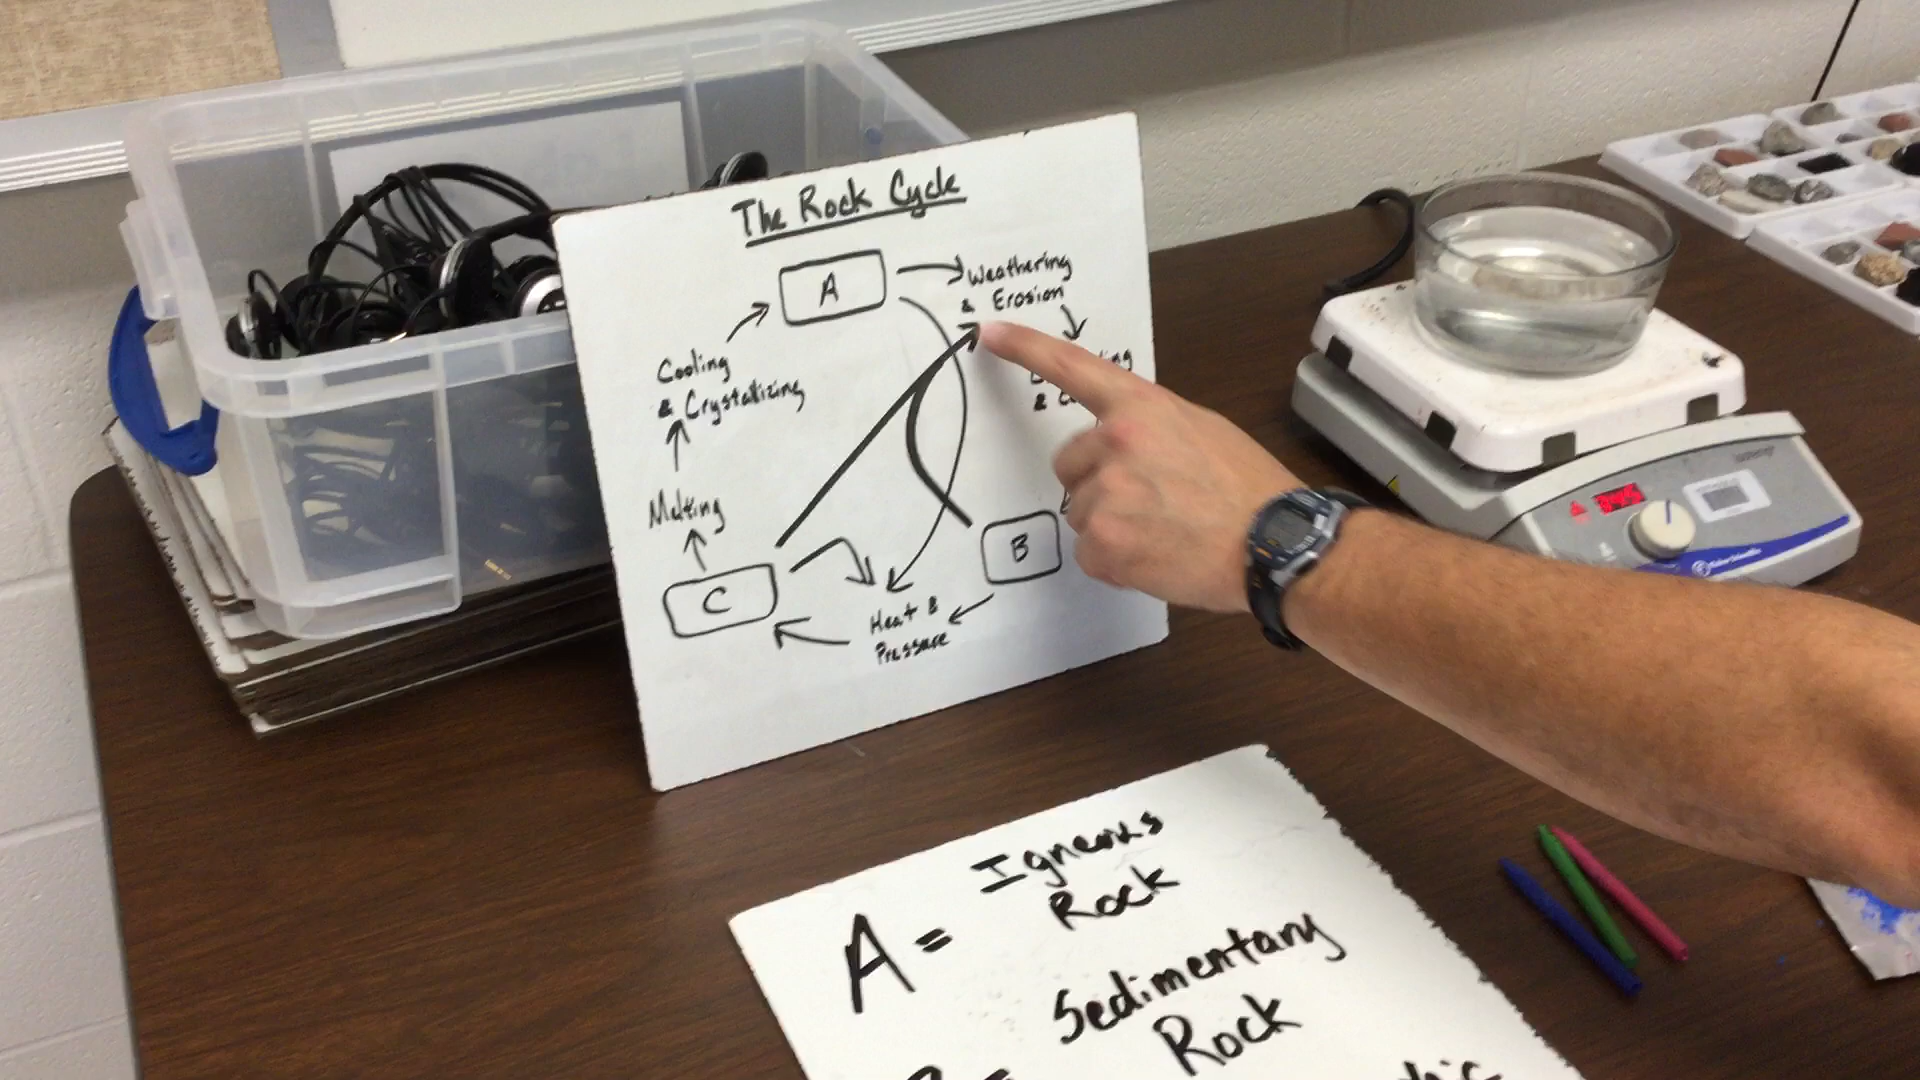 The Rock Cycle
A
Weathering
& Erosion
Cooling
& Crystallizing
&
Melting
B
C
Heat &
Pressure
A = Igneous
Rock
Sedimentary
Rock